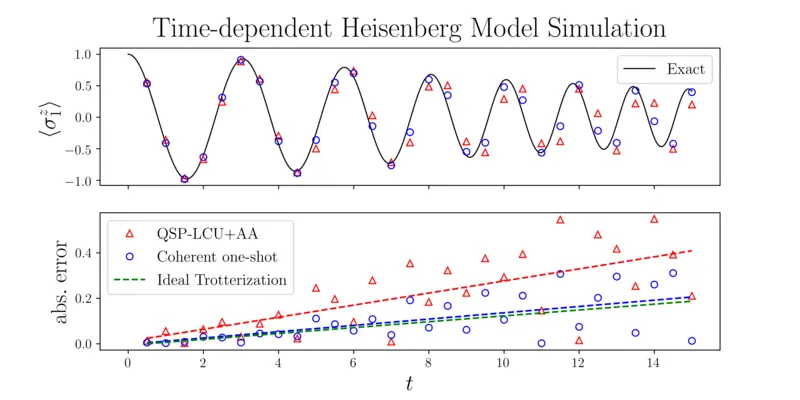 Time-dependent Heisenberg Model Simulation
⟨σ₁ᶻ⟩
1.0
0.5
0.0
−0.5
−1.0
Exact
abs. error
0.4
0.2
0.0
QSP-LCU+AA
Coherent one-shot
Ideal Trotterization
0 2 4 6 8 10 12 14
t